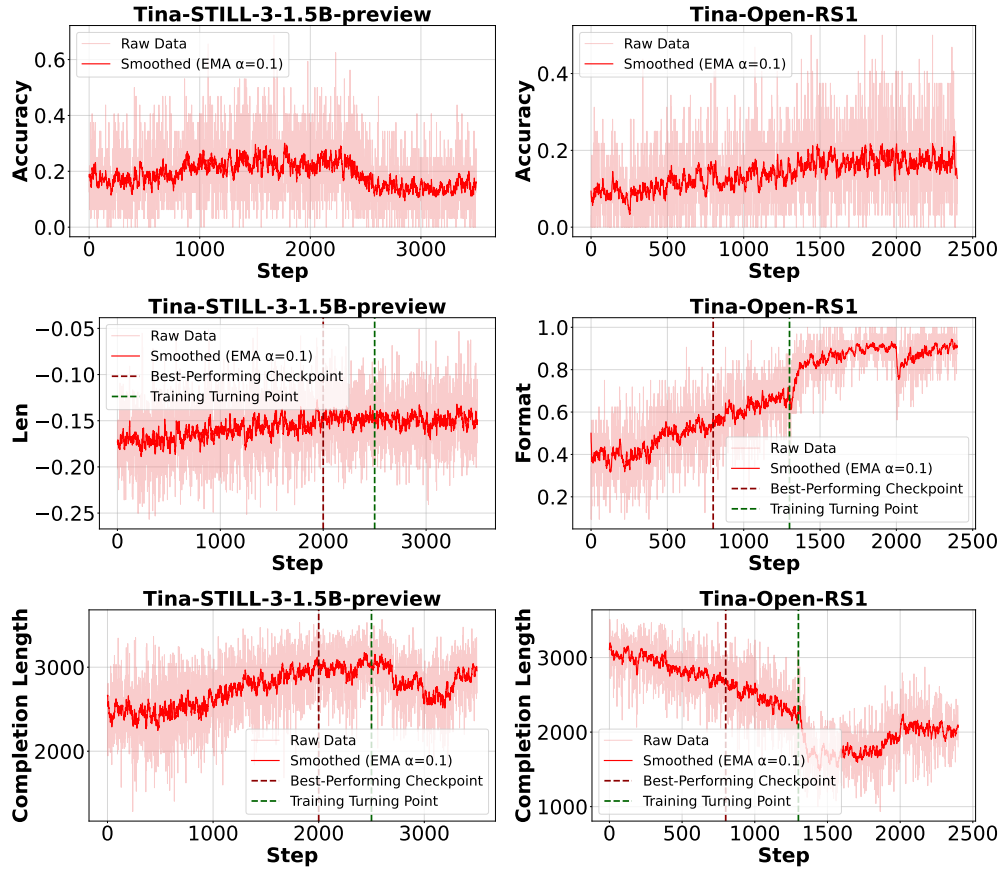 Tina-STILL-3-1.5B-preview
Accuracy
0.6
0.4
0.2
0.0
Raw Data
Smoothed (EMA α=0.1)
0 1000 2000 3000
Step
Tina-Open-RS1
Accuracy
0.4
0.2
0.0
Raw Data
Smoothed (EMA α=0.1)
0 500 1000 1500 2000 2500
Step
Tina-STILL-3-1.5B-preview
Len
−0.05
−0.10
−0.15
−0.20
−0.25
Raw Data
Smoothed (EMA α=0.1)
Best-Performing Checkpoint
Training Turning Point
0 1000 2000 3000
Step
Tina-Open-RS1
Format
1.0
0.8
0.6
0.4
0.2
Raw Data
Smoothed (EMA α=0.1)
Best-Performing Checkpoint
Training Turning Point
0 500 1000 1500 2000 2500
Step
Tina-STILL-3-1.5B-preview
Completion Length
3000
2000
Raw Data
Smoothed (EMA α=0.1)
Best-Performing Checkpoint
Training Turning Point
0 1000 2000 3000
Step
Tina-Open-RS1
Completion Length
3000
2000
1000
Raw Data
Smoothed (EMA α=0.1)
Best-Performing Checkpoint
Training Turning Point
0 500 1000 1500 2000 2500
Step